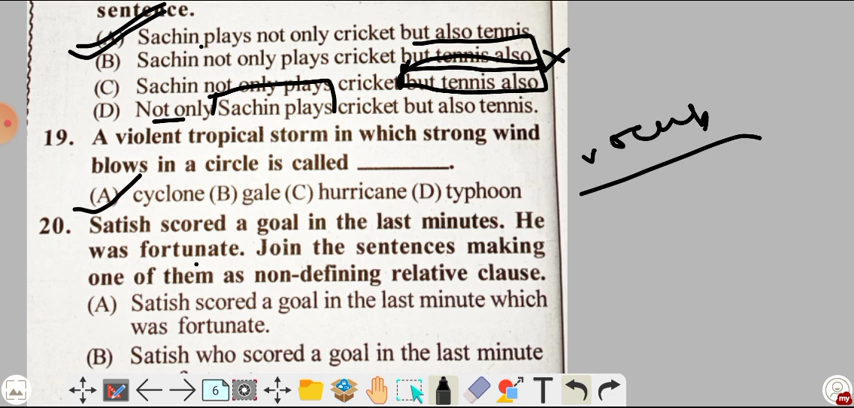 sentence.
(A) Sachin plays not only cricket but also tennis
(B) Sachin not only plays cricket but tennis also
(C) Sachin not only plays cricket but tennis also
(D) Not only Sachin plays cricket but also tennis.
19. A violent tropical storm in which strong wind
blows in a circle is called ________.
(A) cyclone (B) gale (C) hurricane (D) typhoon
vocab
20. Satish scored a goal in the last minutes. He
was fortunate. Join the sentences making
one of them as non-defining relative clause.
(A) Satish scored a goal in the last minute which
was fortunate.
(B) Satish who scored a goal in the last minute
6
T
my